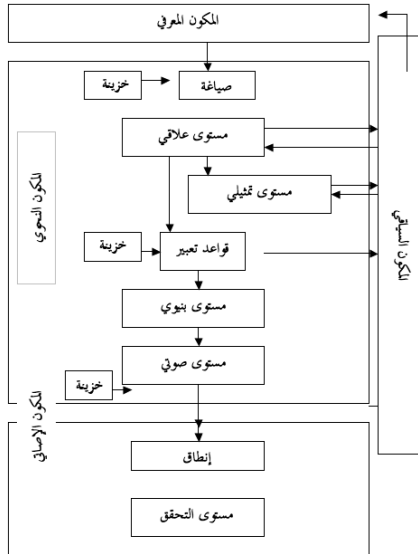 المكون المعرفي
خزينة
صياغة
مستوى علاقي
مستوى تمثيلي
المكون النحوي
المكون السياقي
خزينة
قواعد تعبير
مستوى بنيوي
مستوى صوتي
خزينة
المكون الإصاتي
إنطاق
مستوى التحقق